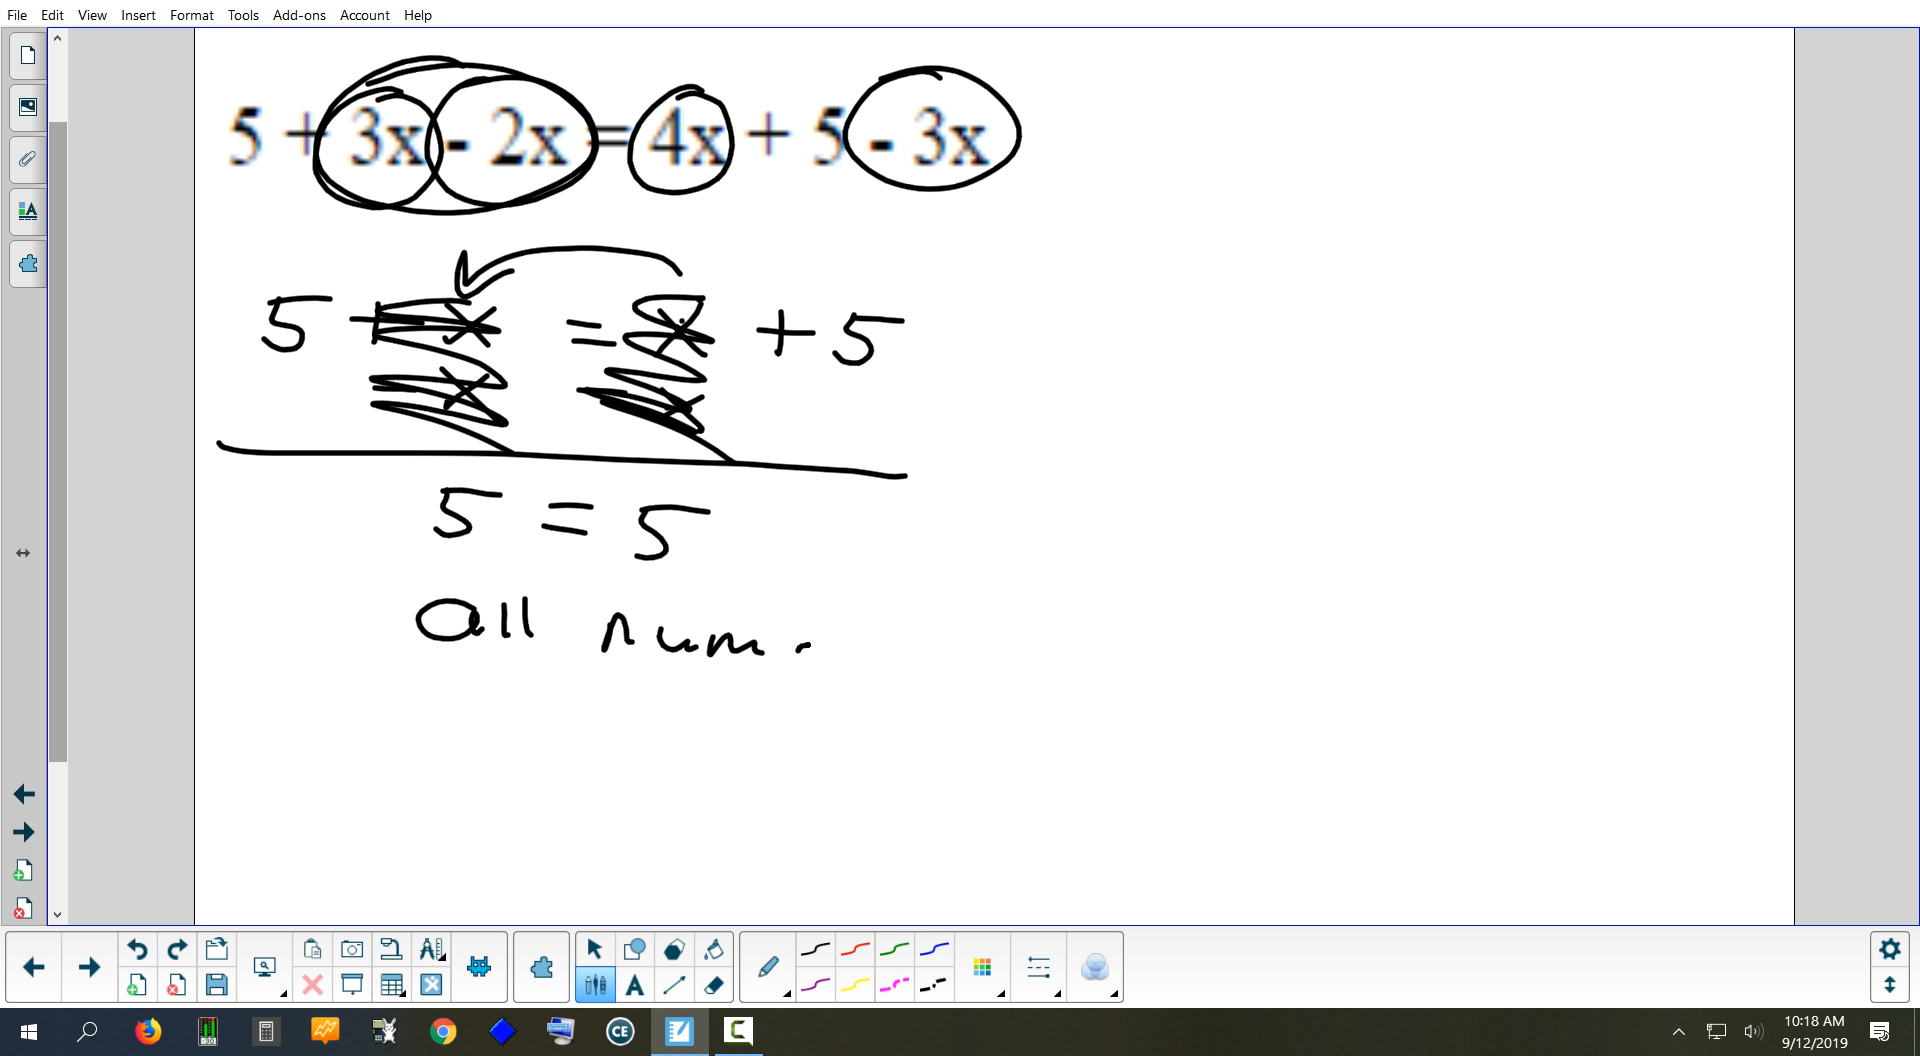 File Edit View Insert Format Tools Add-ons Account Help
5 + 3x - 2x = 4x + 5 - 3x
5 + x = x + 5
- x - x
5 = 5
all num
10:18 AM
9/12/2019